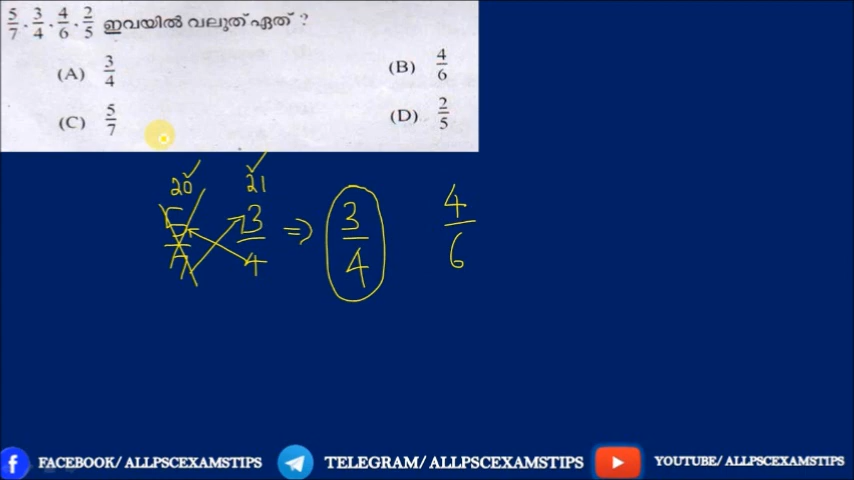 5/7, 3/4, 4/6, 2/5 ഇവയിൽ വലുത് ഏത് ?
(A) 3/4 (B) 4/6
(C) 5/7 (D) 2/5
20 21
5/7 3/4 ⇒ 3/4 4/6
FACEBOOK/ ALLPSCEXAMSTIPS TELEGRAM/ ALLPSCEXAMSTIPS YOUTUBE/ ALLPSCEXAMSTIPS